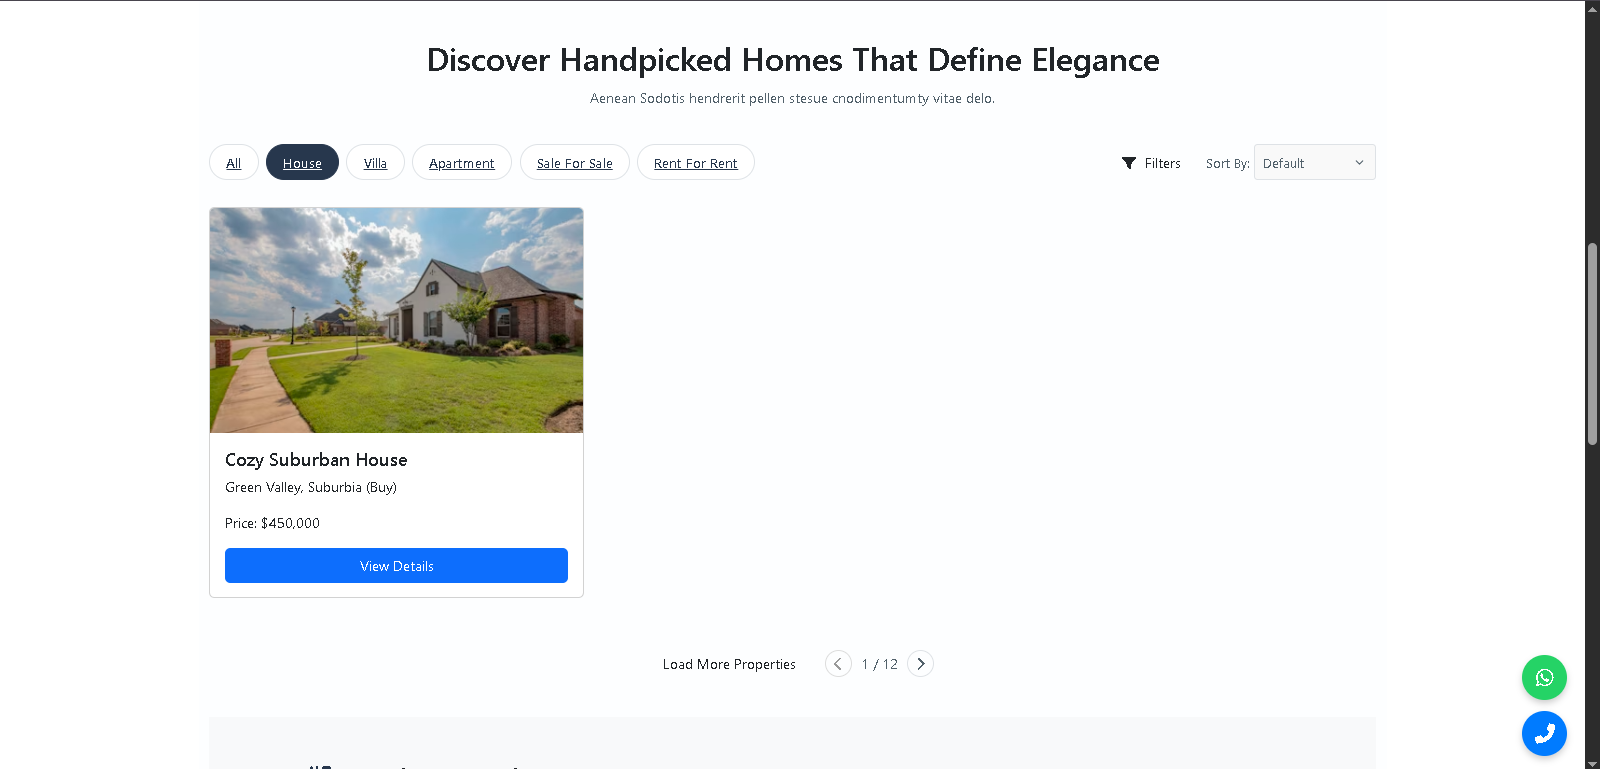 Discover Handpicked Homes That Define Elegance
Aenean Sodotis hendrerit pellen stesue cnodimentumty vitae delo.
All House Villa Apartment Sale For Sale Rent For Rent Filters Sort By: Default
Cozy Suburban House
Green Valley, Suburbia (Buy)
Price: $450,000
View Details
Load More Properties 1 / 12